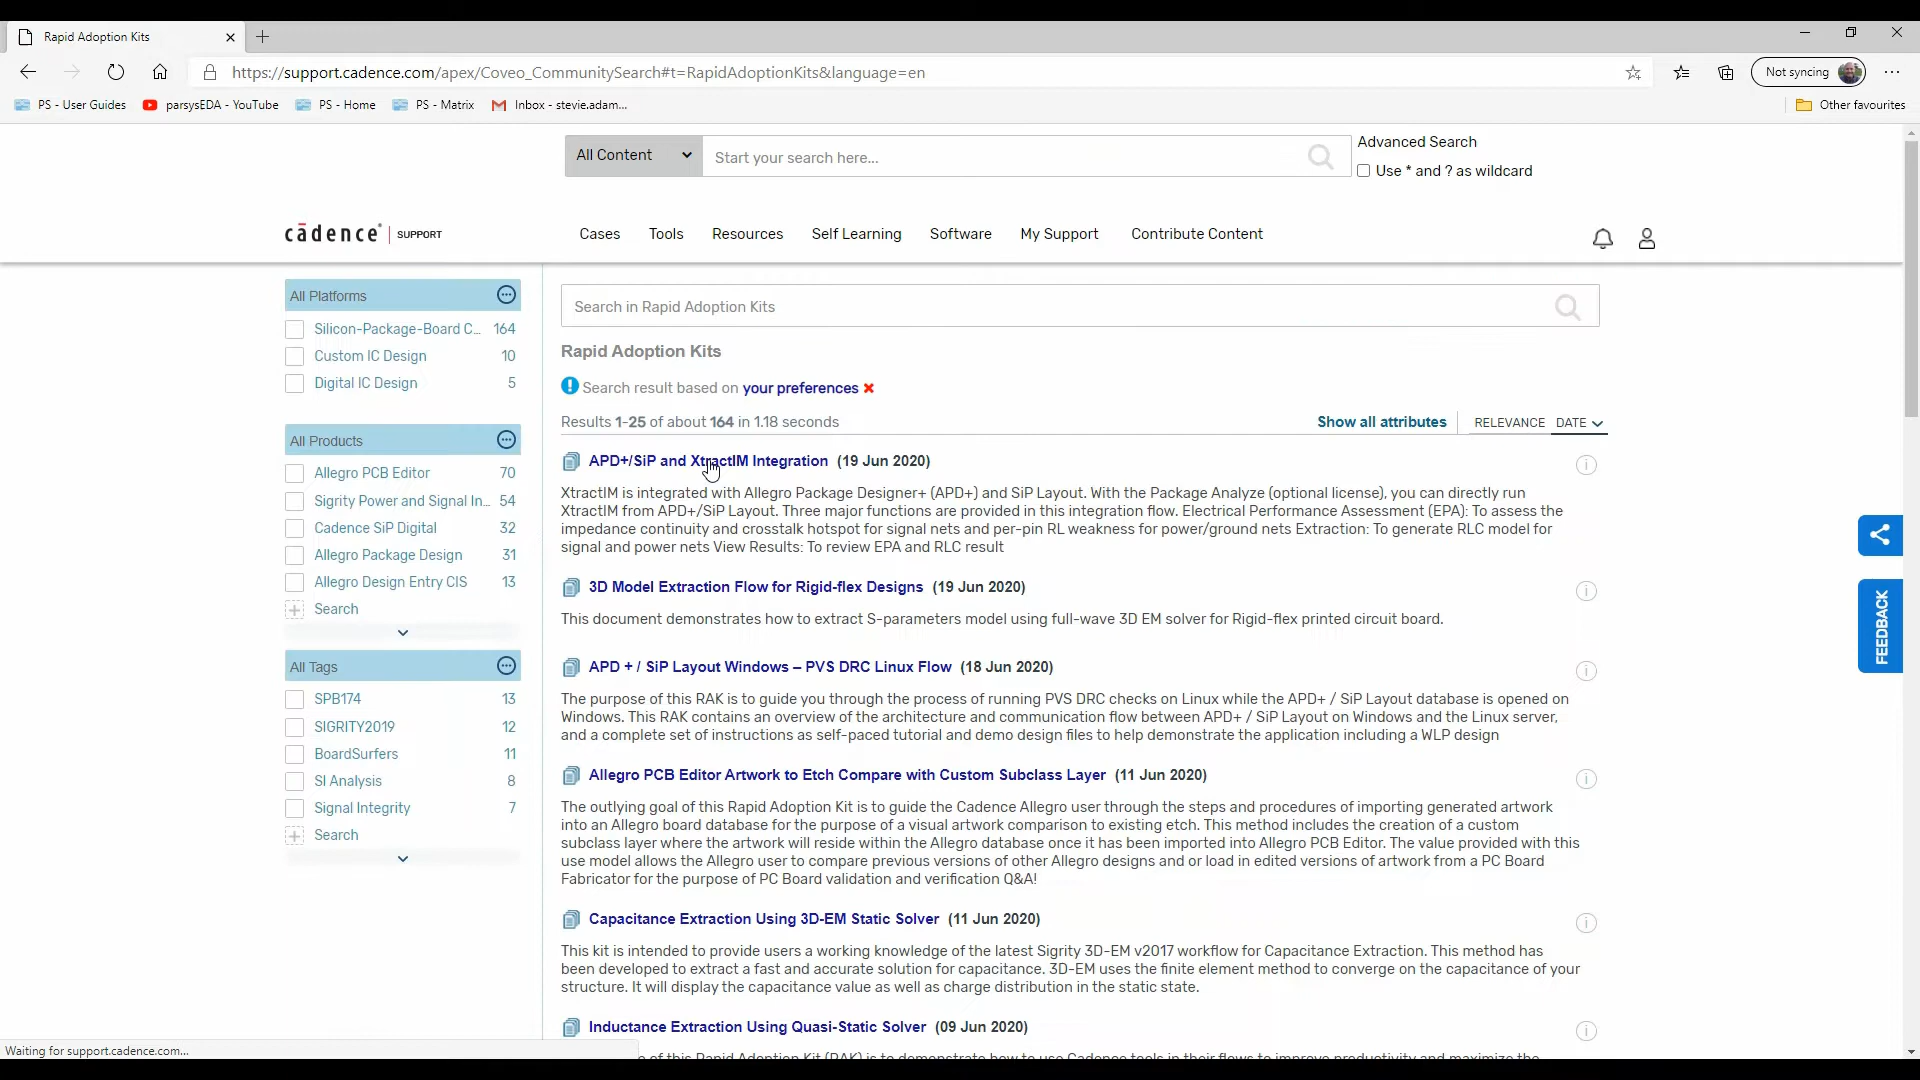 Rapid Adoption Kits
https://support.cadence.com/apex/Coveo_CommunitySearch#t=RapidAdoptionKits&language=en
Not syncing
PS - User Guides
parsysEDA - YouTube
PS - Home
PS - Matrix
Inbox - stevie.adam...
Other favourites
All Content
Start your search here...
Advanced Search
Use * and ? as wildcard
cādence | SUPPORT
Cases
Tools
Resources
Self Learning
Software
My Support
Contribute Content
All Platforms
Silicon-Package-Board C... 164
Custom IC Design 10
Digital IC Design 5
All Products
Allegro PCB Editor 70
Sigrity Power and Signal In... 54
Cadence SiP Digital 32
Allegro Package Design 31
Allegro Design Entry CIS 13
Search
All Tags
SPB174 13
SIGRITY2019 12
BoardSurfers 11
SI Analysis 8
Signal Integrity 7
Search
Search in Rapid Adoption Kits
Rapid Adoption Kits
Search result based on your preferences
Results 1-25 of about 164 in 1.18 seconds
Show all attributes
RELEVANCE DATE
APD+/SiP and XtractIM Integration (19 Jun 2020)
XtractIM is integrated with Allegro Package Designer+ (APD+) and SiP Layout. With the Package Analyze (optional license), you can directly run
XtractIM from APD+/SiP Layout. Three major functions are provided in this integration flow. Electrical Performance Assessment (EPA): To assess the
impedance continuity and crosstalk hotspot for signal nets and per-pin RL weakness for power/ground nets Extraction: To generate RLC model for
signal and power nets View Results: To review EPA and RLC result
3D Model Extraction Flow for Rigid-flex Designs (19 Jun 2020)
This document demonstrates how to extract S-parameters model using full-wave 3D EM solver for Rigid-flex printed circuit board.
APD + / SiP Layout Windows – PVS DRC Linux Flow (18 Jun 2020)
The purpose of this RAK is to guide you through the process of running PVS DRC checks on Linux while the APD+ / SiP Layout database is opened on
Windows. This RAK contains an overview of the architecture and communication flow between APD+ / SiP Layout on Windows and the Linux server,
and a complete set of instructions as self-paced tutorial and demo design files to help demonstrate the application including a WLP design
Allegro PCB Editor Artwork to Etch Compare with Custom Subclass Layer (11 Jun 2020)
The outlying goal of this Rapid Adoption Kit is to guide the Cadence Allegro user through the steps and procedures of importing generated artwork
into an Allegro board database for the purpose of a visual artwork comparison to existing etch. This method includes the creation of a custom
subclass layer where the artwork will reside within the Allegro database once it has been imported into Allegro PCB Editor. The value provided with this
use model allows the Allegro user to compare previous versions of other Allegro designs and or load in edited versions of artwork from a PC Board
Fabricator for the purpose of PC Board validation and verification Q&A!
Capacitance Extraction Using 3D-EM Static Solver (11 Jun 2020)
This kit is intended to provide users a working knowledge of the latest Sigrity 3D-EM v2017 workflow for Capacitance Extraction. This method has
been developed to extract a fast and accurate solution for capacitance. 3D-EM uses the finite element method to converge on the capacitance of your
structure. It will display the capacitance value as well as charge distribution in the static state.
Inductance Extraction Using Quasi-Static Solver (09 Jun 2020)
of this Rapid Adoption Kit (RAK) is to demonstrate how to use Cadence tools in their flows to improve productivity and maximize the
FEEDBACK
Waiting for support.cadence.com...